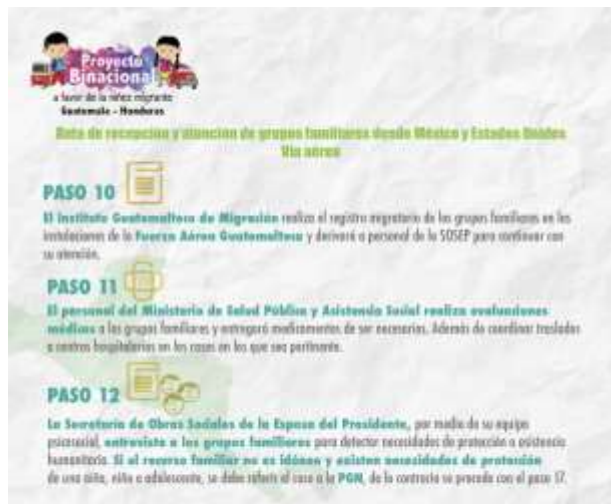 Proyecto
Binacional
a favor de la niñez migrante
Guatemala - Honduras
Ruta de recepción y atención de grupos familiares desde México y Estados Unidos
Vía aérea
PASO 10
El Instituto Guatemalteco de Migración realiza el registro migratorio de los grupos familiares en las
instalaciones de la Fuerza Aérea Guatemalteca y derivará a personal de la SOSEP para continuar con
su atención.
PASO 11
El personal del Ministerio de Salud Pública y Asistencia Social realiza evaluaciones
médicas a los grupos familiares y entregará medicamentos de ser necesarios. Además de coordinar traslados
a centros hospitalarios en los casos en los que sea pertinente.
PASO 12
La Secretaría de Obras Sociales de la Esposa del Presidente, por medio de su equipo
psicosocial, entrevista a los grupos familiares para detectar necesidades de protección o asistencia
humanitaria. Si el recurso familiar no es idóneo y existen necesidades de protección
de una niña, niño o adolescente, se debe referir el caso a la PGN, de lo contrario se procede con el paso 17.